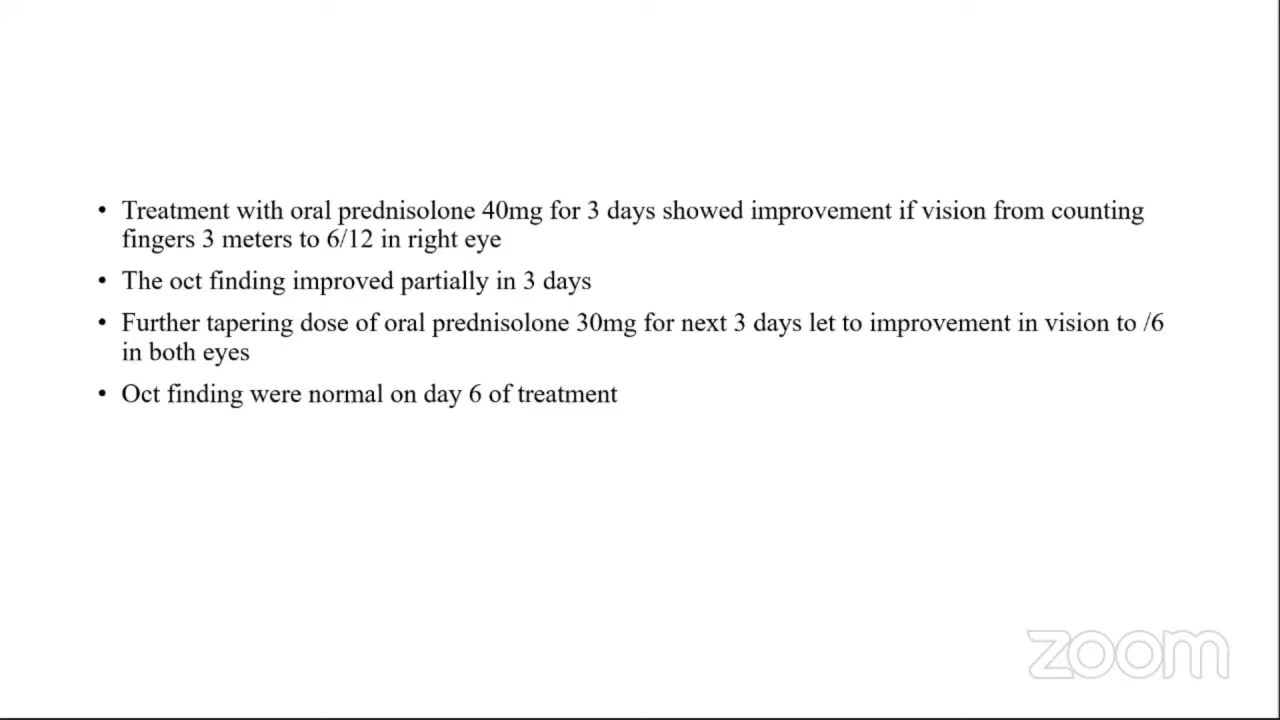 • Treatment with oral prednisolone 40mg for 3 days showed improvement if vision from counting
fingers 3 meters to 6/12 in right eye
• The oct finding improved partially in 3 days
• Further tapering dose of oral prednisolone 30mg for next 3 days let to improvement in vision to /6
in both eyes
• Oct finding were normal on day 6 of treatment
zoom